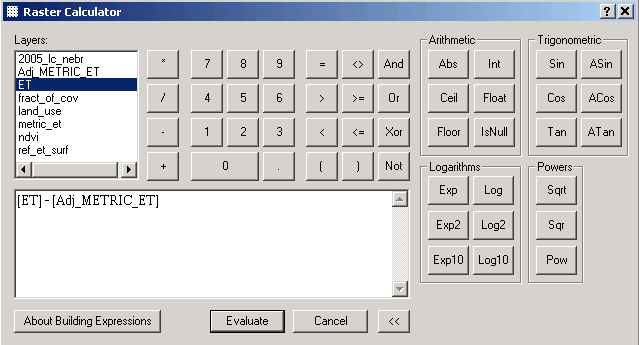 Raster Calculator
Layers:
2005_lc_nebr
Adj_METRIC_ET
ET
fract_of_cov
land_use
metric_et
ndvi
ref_et_surf
* 7 8 9 = <> And
/ 4 5 6 > >= Or
- 1 2 3 < <= Xor
+ 0 . ( ) Not
Arithmetic
Abs Int
Ceil Float
Floor IsNull
Trigonometric
Sin ASin
Cos ACos
Tan ATan
Logarithms
Exp Log
Exp2 Log2
Exp10 Log10
Powers
Sqrt
Sqr
Pow
[ET] - [Adj_METRIC_ET]
About Building Expressions Evaluate Cancel <<